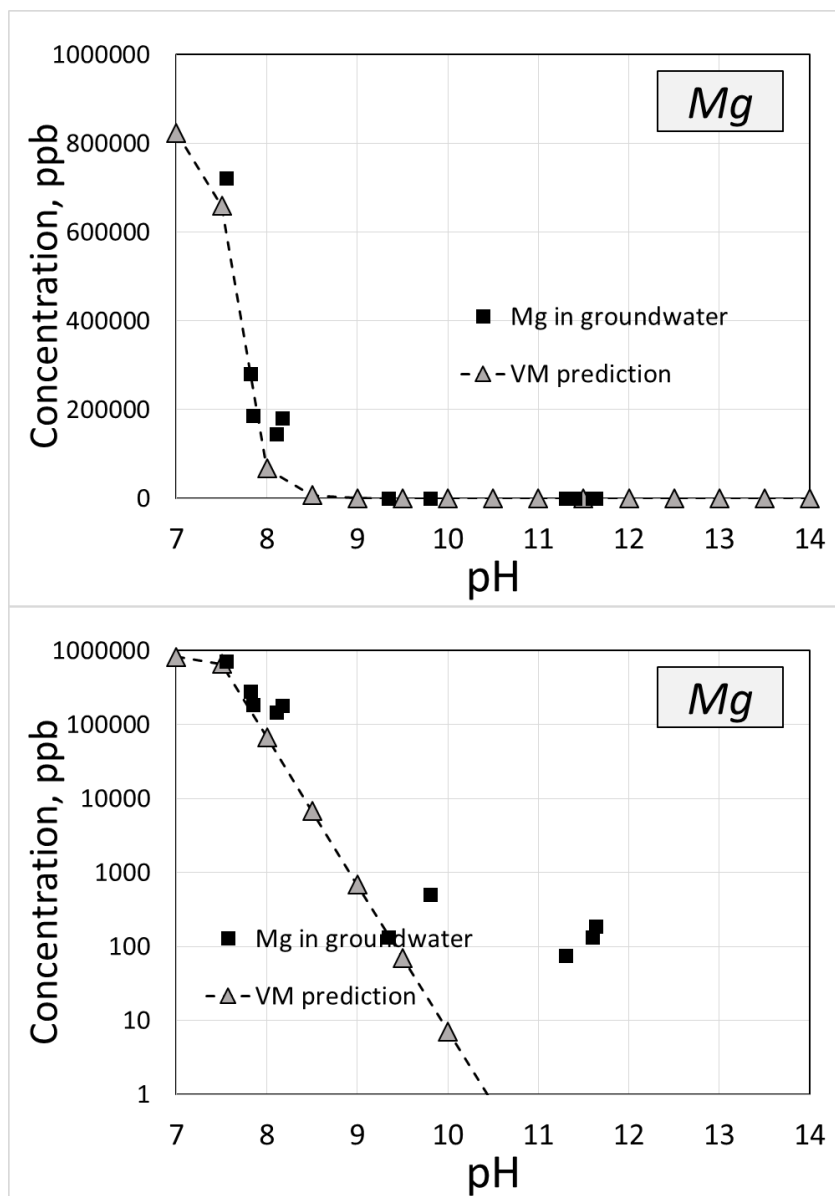 Mg
Concentration, ppb
1000000
800000
600000
400000
200000
0
Mg in groundwater
VM prediction
7 8 9 10 11 12 13 14
pH
Mg
Concentration, ppb
1000000
100000
10000
1000
100
10
1
Mg in groundwater
VM prediction
7 8 9 10 11 12 13 14
pH